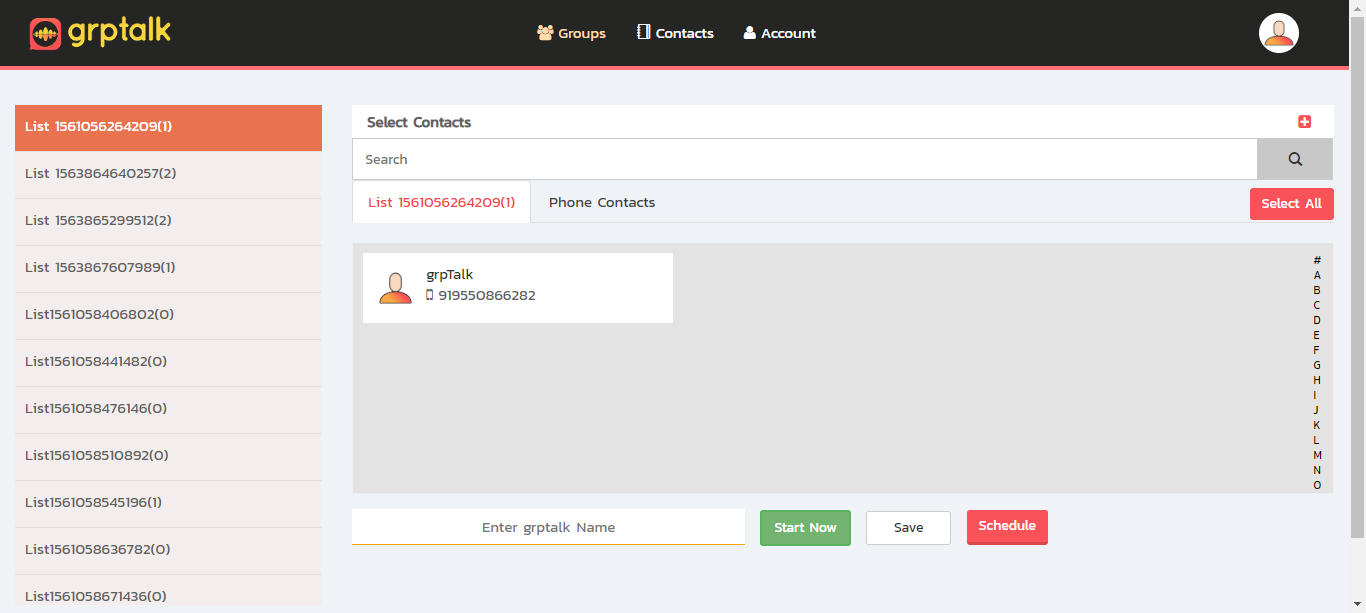 grptalk
Groups
Contacts
Account
List 1561056264209(1)
List 1563864640257(2)
List 1563865299512(2)
List 1563867607989(1)
List1561058406802(0)
List1561058441482(0)
List1561058476146(0)
List1561058510892(0)
List1561058545196(1)
List1561058636782(0)
List1561058671436(0)
Select Contacts
Search
List 1561056264209(1)
Phone Contacts
Select All
grpTalk
919550866282
#
A
B
C
D
E
F
G
H
I
J
K
L
M
N
O
Enter grptalk Name
Start Now
Save
Schedule